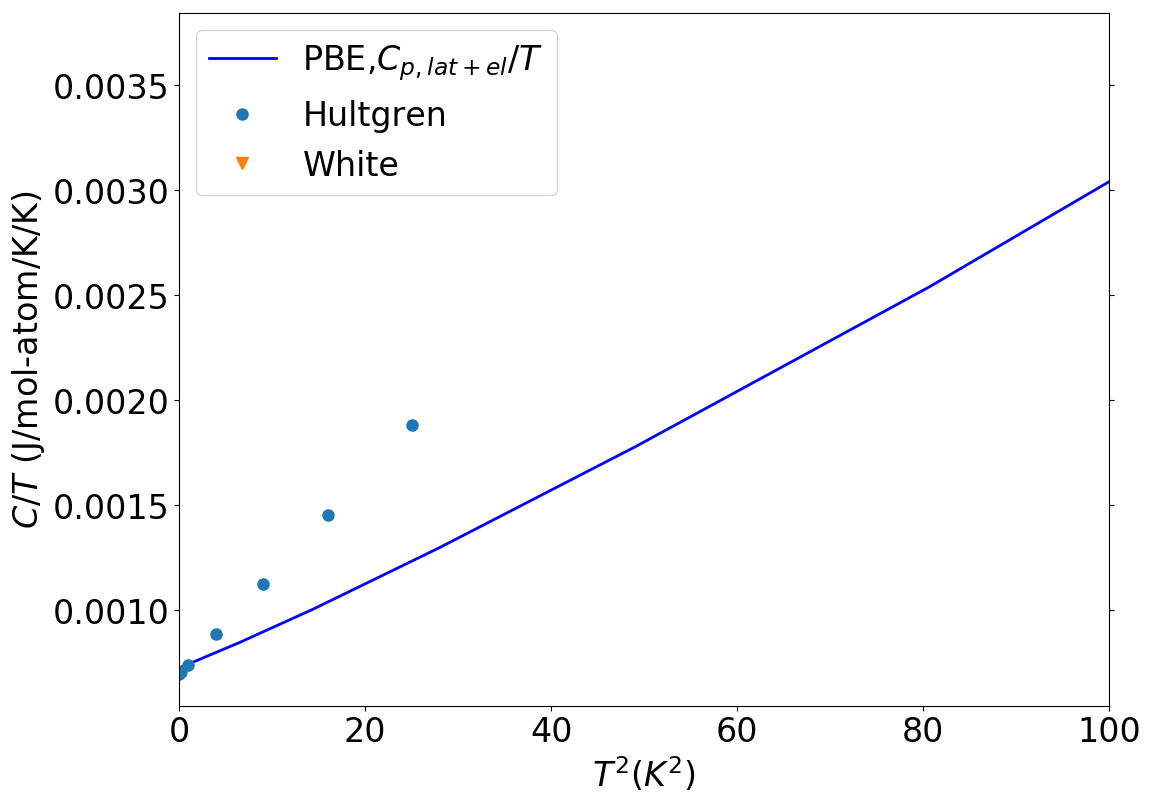 PBE,$C_{p,lat+el}/T$
Hultgren
White
0.0035
0.0030
0.0025
0.0020
0.0015
0.0010
$C/T$ (J/mol-atom/K/K)
0 20 40 60 80 100
$T^2(K^2)$